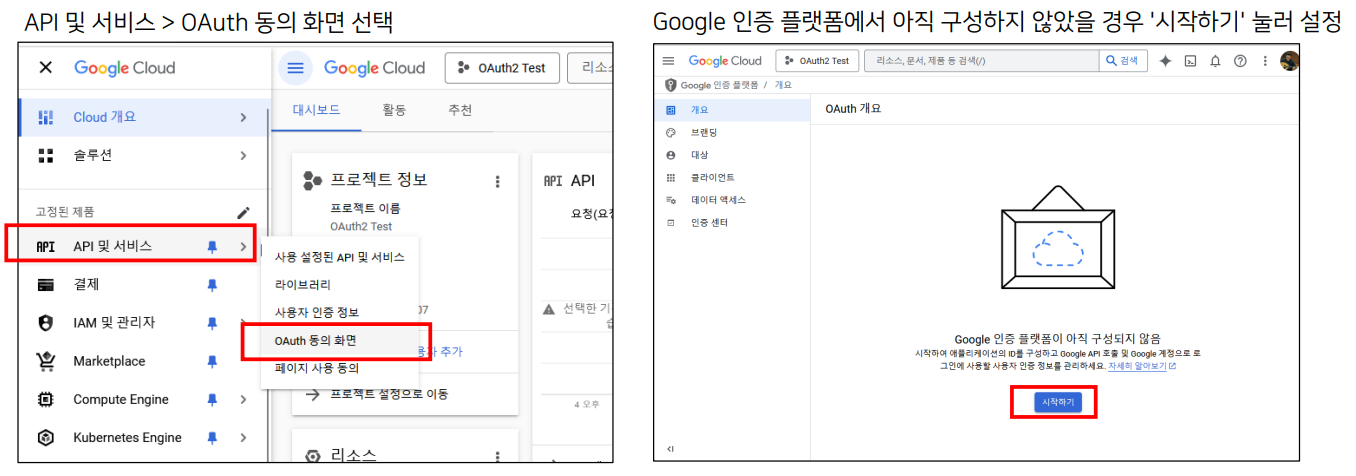 API 및 서비스 > OAuth 동의 화면 선택
Google Cloud
Cloud 개요
솔루션
고정된 제품
API 및 서비스
결제
IAM 및 관리자
Marketplace
Compute Engine
Kubernetes Engine
Google Cloud
OAuth2 Test
리소스
대시보드
활동
추천
프로젝트 정보
프로젝트 이름
OAuth2 Test
사용 설정된 API 및 서비스
라이브러리
사용자 인증 정보
07
OAuth 동의 화면
추가
페이지 사용 동의
프로젝트 설정으로 이동
리소스
API API
요청(요
선택한 기
4 오후
Google 인증 플랫폼에서 아직 구성하지 않았을 경우 '시작하기' 눌러 설정
Google Cloud
OAuth2 Test
리소스, 문서, 제품 등 검색(/)
검색
Google 인증 플랫폼 / 개요
개요
브랜딩
대상
클라이언트
데이터 액세스
인증 센터
OAuth 개요
Google 인증 플랫폼이 아직 구성되지 않음
시작하여 애플리케이션의 ID를 구성하고 Google API 호출 및 Google 계정으로 로
그인에 사용할 사용자 인증 정보를 관리하세요. 자세히 알아보기
시작하기